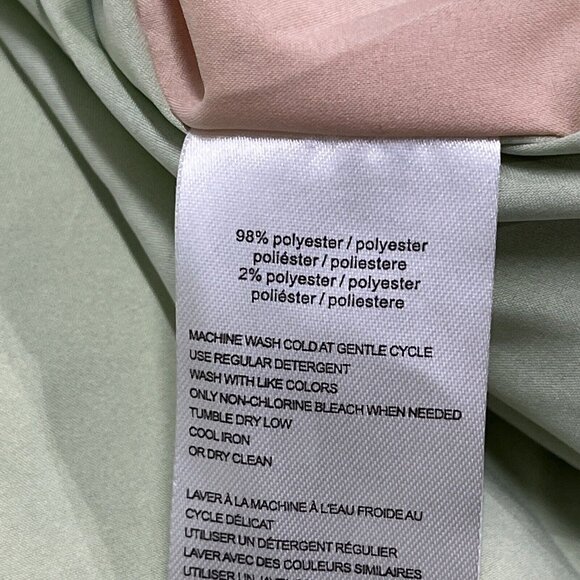 98% polyester / polyester
poliéster / poliestere
2% polyester / polyester
poliéster / poliestere
MACHINE WASH COLD AT GENTLE CYCLE
USE REGULAR DETERGENT
WASH WITH LIKE COLORS
ONLY NON-CHLORINE BLEACH WHEN NEEDED
TUMBLE DRY LOW
COOL IRON
OR DRY CLEAN
LAVER À LA MACHINE À L'EAU FROIDE AU
CYCLE DÉLICAT
UTILISER UN DÉTERGENT RÉGULIER
LAVER AVEC DES COULEURS SIMILAIRES
UTILISER UN